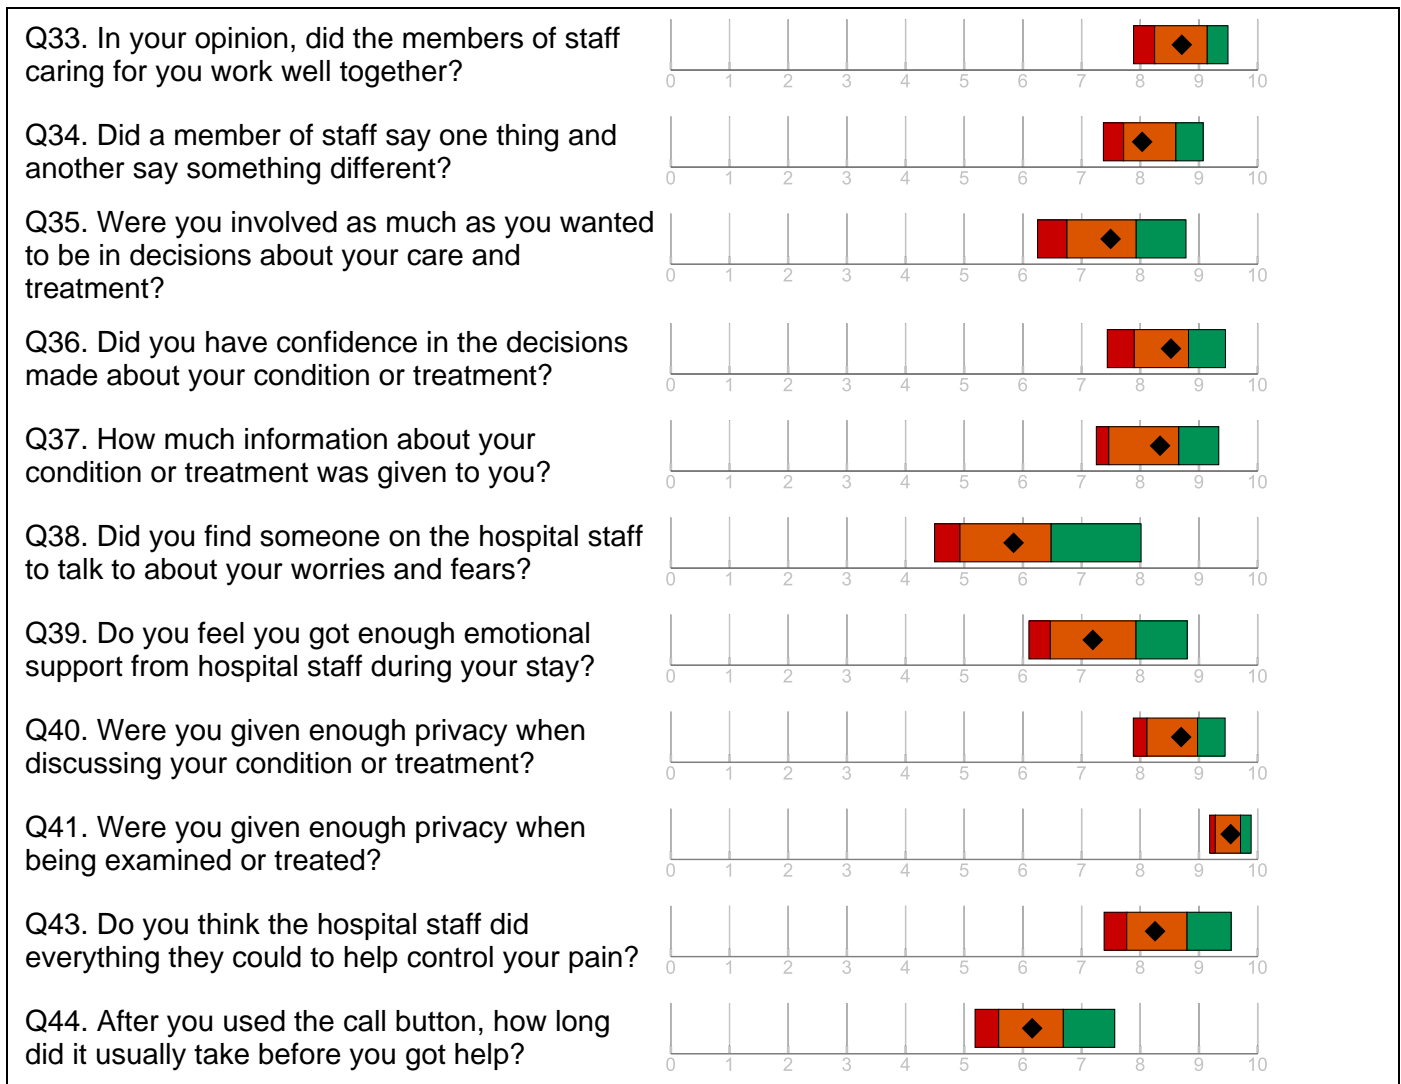 Q33. In your opinion, did the members of staff
caring for you work well together?
0 1 2 3 4 5 6 7 8 9 10
Q34. Did a member of staff say one thing and
another say something different?
0 1 2 3 4 5 6 7 8 9 10
Q35. Were you involved as much as you wanted
to be in decisions about your care and
treatment?
0 1 2 3 4 5 6 7 8 9 10
Q36. Did you have confidence in the decisions
made about your condition or treatment?
0 1 2 3 4 5 6 7 8 9 10
Q37. How much information about your
condition or treatment was given to you?
0 1 2 3 4 5 6 7 8 9 10
Q38. Did you find someone on the hospital staff
to talk to about your worries and fears?
0 1 2 3 4 5 6 7 8 9 10
Q39. Do you feel you got enough emotional
support from hospital staff during your stay?
0 1 2 3 4 5 6 7 8 9 10
Q40. Were you given enough privacy when
discussing your condition or treatment?
0 1 2 3 4 5 6 7 8 9 10
Q41. Were you given enough privacy when
being examined or treated?
0 1 2 3 4 5 6 7 8 9 10
Q43. Do you think the hospital staff did
everything they could to help control your pain?
0 1 2 3 4 5 6 7 8 9 10
Q44. After you used the call button, how long
did it usually take before you got help?
0 1 2 3 4 5 6 7 8 9 10